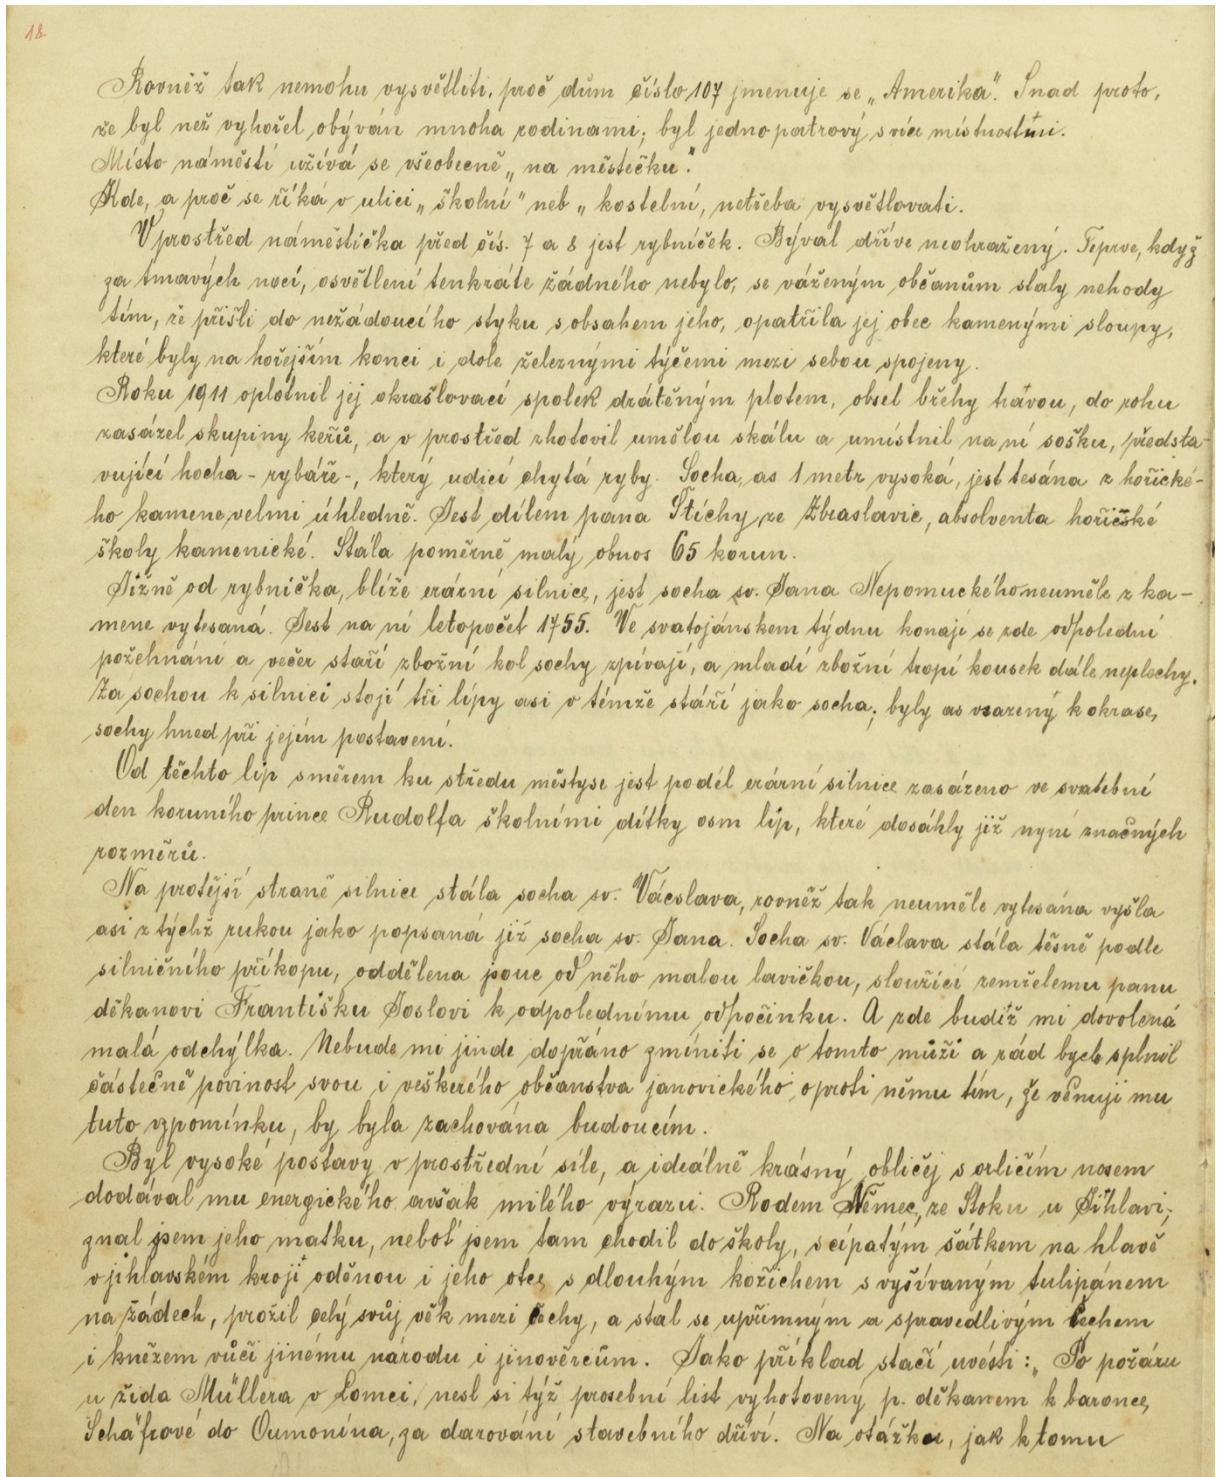 18.
Rovněž tak nemohu vysvětliti, proč dům číslo 107 jmenuje se „Amerika". Snad proto,
že byl než vyhořel obýván mnoha rodinami; byl jednopatrový s více místnostmi.
Místo náměstí užívá se všeobecně „na městečku".
Kde, a proč se říká v ulici „školní" neb „kostelní, netřeba vysvětlovati.
Vprostřed náměstíčka před čís. 7 a 8 jest rybníček. Býval dříve neohražený. Teprve, když
za tmavých nocí, osvětlení tenkráte žádného nebylo, se váženým občanům staly nehody
tím, že přišli do nežádoucího styku s obsahem jeho, opatřila jej obec kamenými sloupy,
které byly na hořejším konci i dole železnými týčemi mezi sebou spojeny.
Roku 1911 oplotnil jej okrašlovací spolek drátěným plotem, obsel břehy trávou, do rohu
zasázel skupiny keřů, a v prostřed zhotovil umělou skálu a umístnil na ní sošku, předsta-
vující hocha - rybáře -, který udicí chytá ryby. Socha, as 1 metr vysoká, jest tesána z hořické-
ho kamene velmi úhledně. Jest dílem pana Štíchy ze Zbraslavic, absolventa hořičské
školy kamenické. Stála poměrně malý obnos 65 korun.
Jižně od rybníčka, blíže erární silnice, jest socha sv. Jana Nepomuckého neuměle z ka-
mene vytesaná. Jest na ní letopočet 1755. Ve svatojánskem týdnu konají se zde odpolední
požehnání a večer staří zbožní kol sochy zpívají, a mladí zbožní tropí kousek dále neplechy.
Za sochou k silnici stojí tři lípy asi v témže stáří jako socha; byly as vsazený k okrase,
sochy hned při jejím postavení.
Od těchto lip směrem ku středu městyse jest podél erární silnice zasázeno ve svatební
den koruního prince Rudolfa školními dítky osm lip, které dosáhly již nyní značných
rozměrů.
Na protější straně silnice stála socha sv. Vácslava, rovněž tak neuměle vytesána vyšla
asi z týchž rukou jako popsaná již socha sv. Jana. Socha sv. Václava stála těsně podle
silničního příkopu, oddělena jsouc od něho malou lavičkou, sloužící zemřelemu panu
děkanovi Františku Joslovi k odpolednímu odpočinku. A zde budiž mi dovolena
malá odchýlka. Nebude mi jinde dopřáno zmíniti se o tomto muži a rád bych splnil
částečně povinost svou i veškerého občanstva janovického oproti němu tím, že věnuji mu
tuto vzpomínku, by byla zachována budoucím.
Byl vysoké postavy v prostřední síle, a ideálně krásný obličej s orličím nosem
dodával mu energického avšak milého výrazu. Rodem Němec, ze Stoku u Jihlavi;
znal jsem jeho matku, neboť jsem tam chodil do školy, s cípatým šátkem na hlavě
v jihlavském kroji oděnou i jeho otce s dlouhým kožichem s vyšívaným tulipánem
na žádech, prožil celý svůj věk mezi čechy, a stal se upřimným a spravedlivým Čechem
i knězem vůči jinému národu i jinověrcům. Jako příklad stačí uvésti: „Po požáru
u žida Müllera v Lomci, nesl si týž prosební list vyhotovený p. děkanem k baronce,
Schäfrové do Oumonína, za darování stavebního dříví. Na otázku, jak k tomu